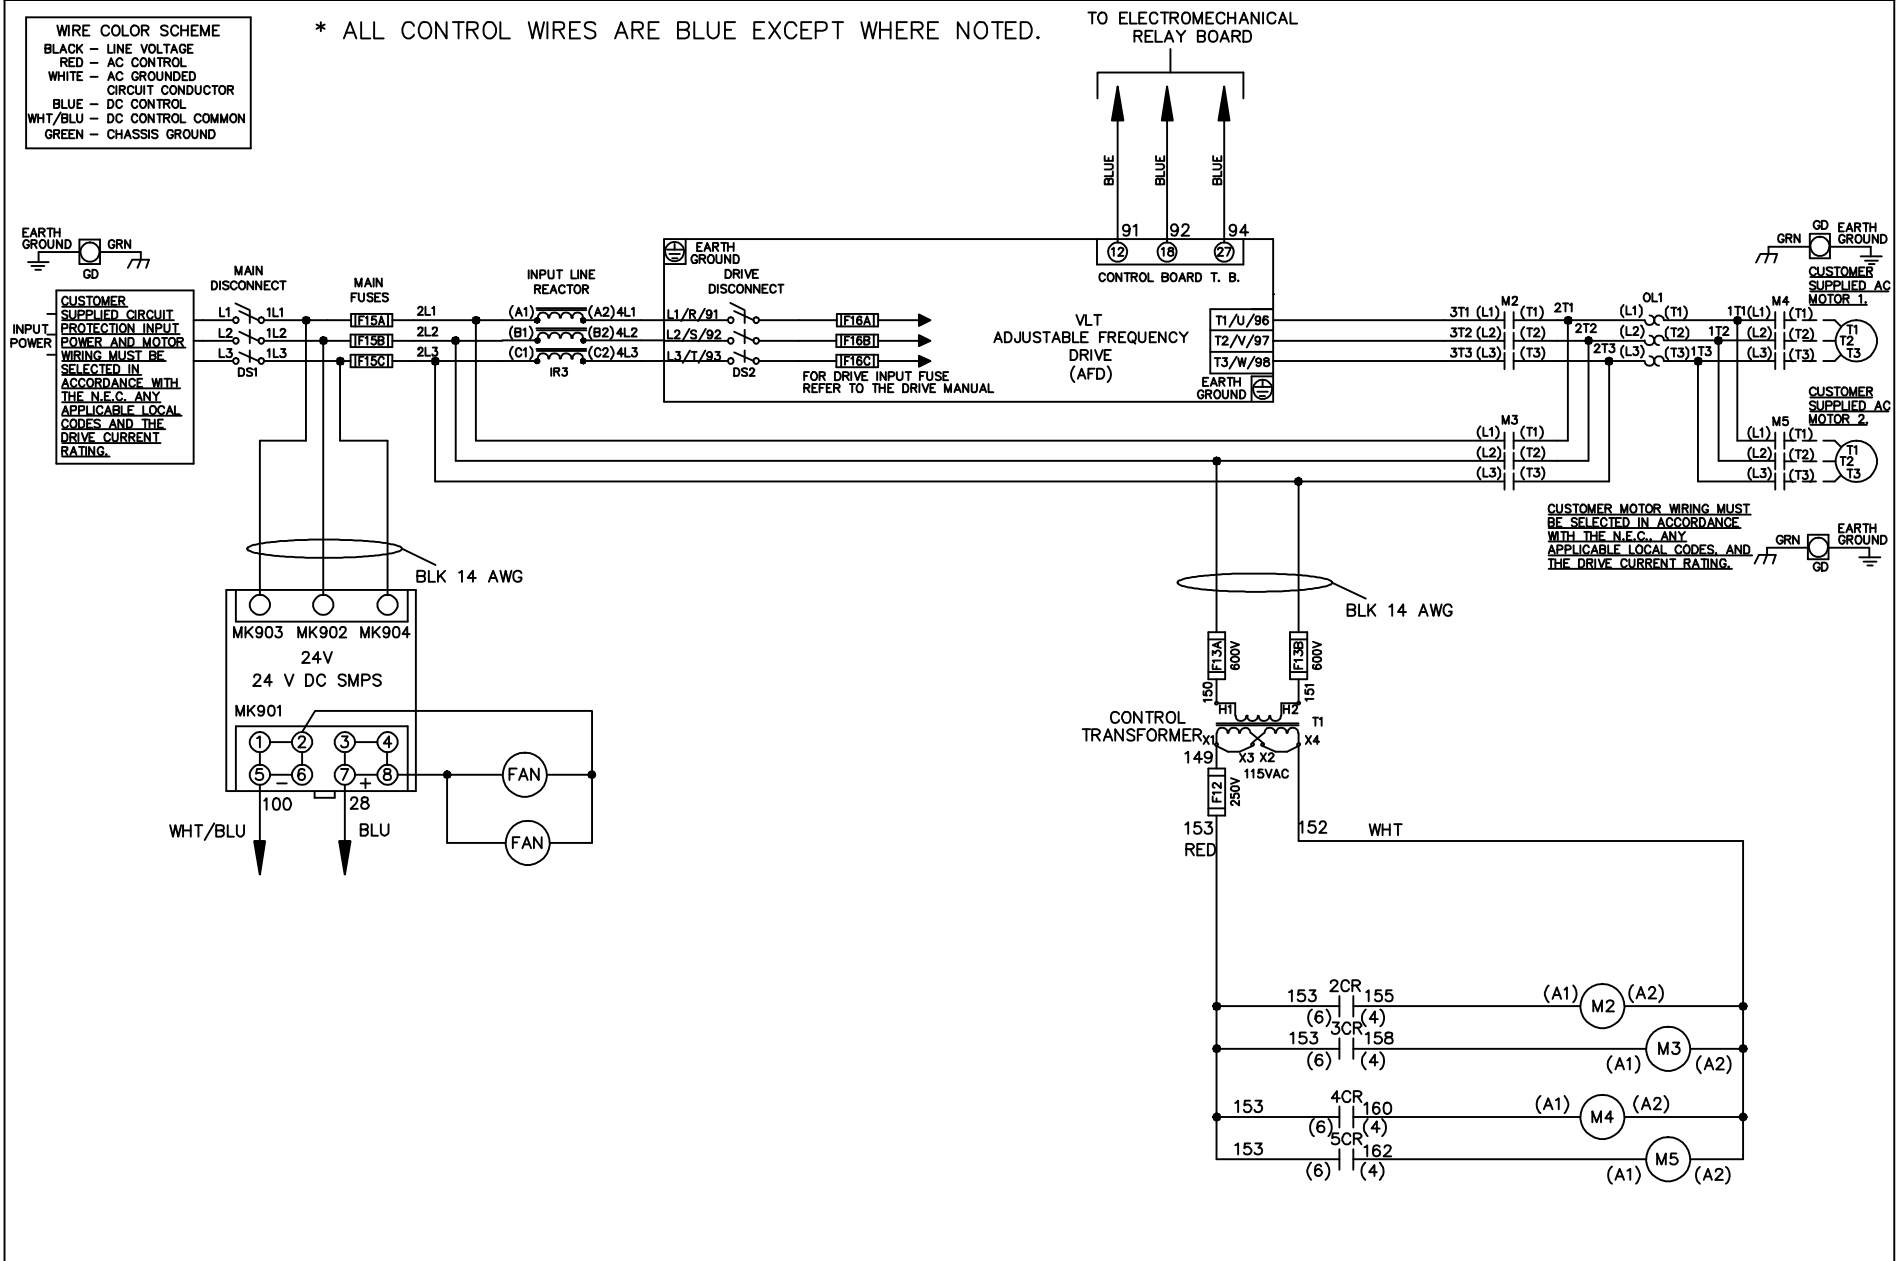 WIRE COLOR SCHEME
BLACK – LINE VOLTAGE
RED – AC CONTROL
WHITE – AC GROUNDED
CIRCUIT CONDUCTOR
BLUE – DC CONTROL
WHT/BLU – DC CONTROL COMMON
GREEN – CHASSIS GROUND
* ALL CONTROL WIRES ARE BLUE EXCEPT WHERE NOTED.
TO ELECTROMECHANICAL
RELAY BOARD
BLUE BLUE BLUE
91 92 94
12 18 27
CONTROL BOARD T. B.
EARTH
GROUND
GRN
GD
INPUT
POWER
CUSTOMER
SUPPLIED CIRCUIT
PROTECTION INPUT
POWER AND MOTOR
WIRING MUST BE
SELECTED IN
ACCORDANCE WITH
THE N.E.C. ANY
APPLICABLE LOCAL
CODES AND THE
DRIVE CURRENT
RATING.
MAIN
DISCONNECT
L1 1L1
L2 1L2
L3 1L3
DS1
MAIN
FUSES
F15A 2L1
F15B 2L2
F15C 2L3
INPUT LINE
REACTOR
(A1) (A2) 4L1
(B1) (B2) 4L2
(C1) (C2) 4L3
IR3
EARTH
GROUND
DRIVE
DISCONNECT
L1/R/91
L2/S/92
L3/T/93
DS2
F16A
F16B
F16C
FOR DRIVE INPUT FUSE
REFER TO THE DRIVE MANUAL
VLT
ADJUSTABLE FREQUENCY
DRIVE
(AFD)
T1/U/96
T2/V/97
T3/W/98
EARTH
GROUND
M2
3T1 (L1) (T1) 2T1
3T2 (L2) (T2) 2T2
3T3 (L3) (T3) 2T3
OL1
(L1) (T1) 1T1
(L2) (T2) 1T2
(L3) (T3) 1T3
M4
(L1) (T1)
(L2) (T2)
(L3) (T3)
T1
T2
T3
GD
GRN
EARTH
GROUND
CUSTOMER
SUPPLIED AC
MOTOR 1.
M3
(L1) (T1)
(L2) (T2)
(L3) (T3)
M5
(L1) (T1)
(L2) (T2)
(L3) (T3)
T1
T2
T3
CUSTOMER
SUPPLIED AC
MOTOR 2.
CUSTOMER MOTOR WIRING MUST
BE SELECTED IN ACCORDANCE
WITH THE N.E.C., ANY
APPLICABLE LOCAL CODES, AND
THE DRIVE CURRENT RATING.
GRN
GD
EARTH
GROUND
BLK 14 AWG
MK903 MK902 MK904
24V
24 V DC SMPS
MK901
1 2 3 4
5 – 6 7 + 8
100 28
WHT/BLU BLU
FAN
FAN
BLK 14 AWG
F13A 600V
F13B 600V
150 151
H1 H2
CONTROL
TRANSFORMER
T1
X1 X4
149
X3 X2
115VAC
F12 250V
153
RED
152 WHT
153 2CR 155 (A1) M2 (A2)
(6) (4)
153 3CR 158 M3
(6) (4) (A1) (A2)
153 4CR 160 (A1) M4 (A2)
(6) (4)
153 5CR 162 M5
(6) (4) (A1) (A2)